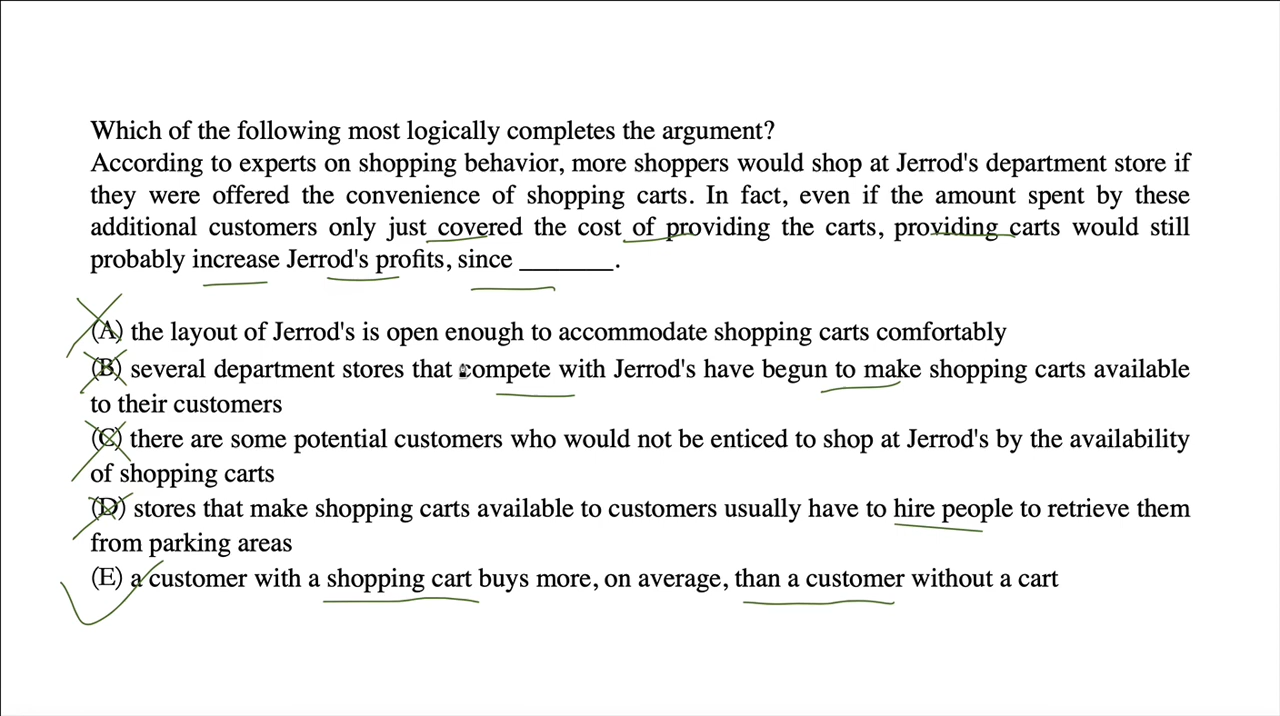 Which of the following most logically completes the argument?
According to experts on shopping behavior, more shoppers would shop at Jerrod's department store if
they were offered the convenience of shopping carts. In fact, even if the amount spent by these
additional customers only just covered the cost of providing the carts, providing carts would still
probably increase Jerrod's profits, since _______.
(A) the layout of Jerrod's is open enough to accommodate shopping carts comfortably
(B) several department stores that compete with Jerrod's have begun to make shopping carts available
to their customers
(C) there are some potential customers who would not be enticed to shop at Jerrod's by the availability
of shopping carts
(D) stores that make shopping carts available to customers usually have to hire people to retrieve them
from parking areas
(E) a customer with a shopping cart buys more, on average, than a customer without a cart